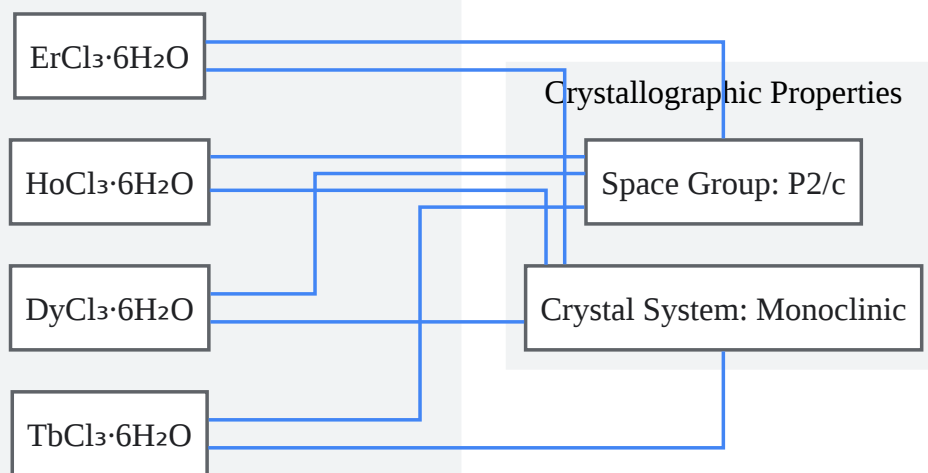 ErCl₃·6H₂O
Crystallographic Properties
HoCl₃·6H₂O
Space Group: P2/c
DyCl₃·6H₂O
Crystal System: Monoclinic
TbCl₃·6H₂O